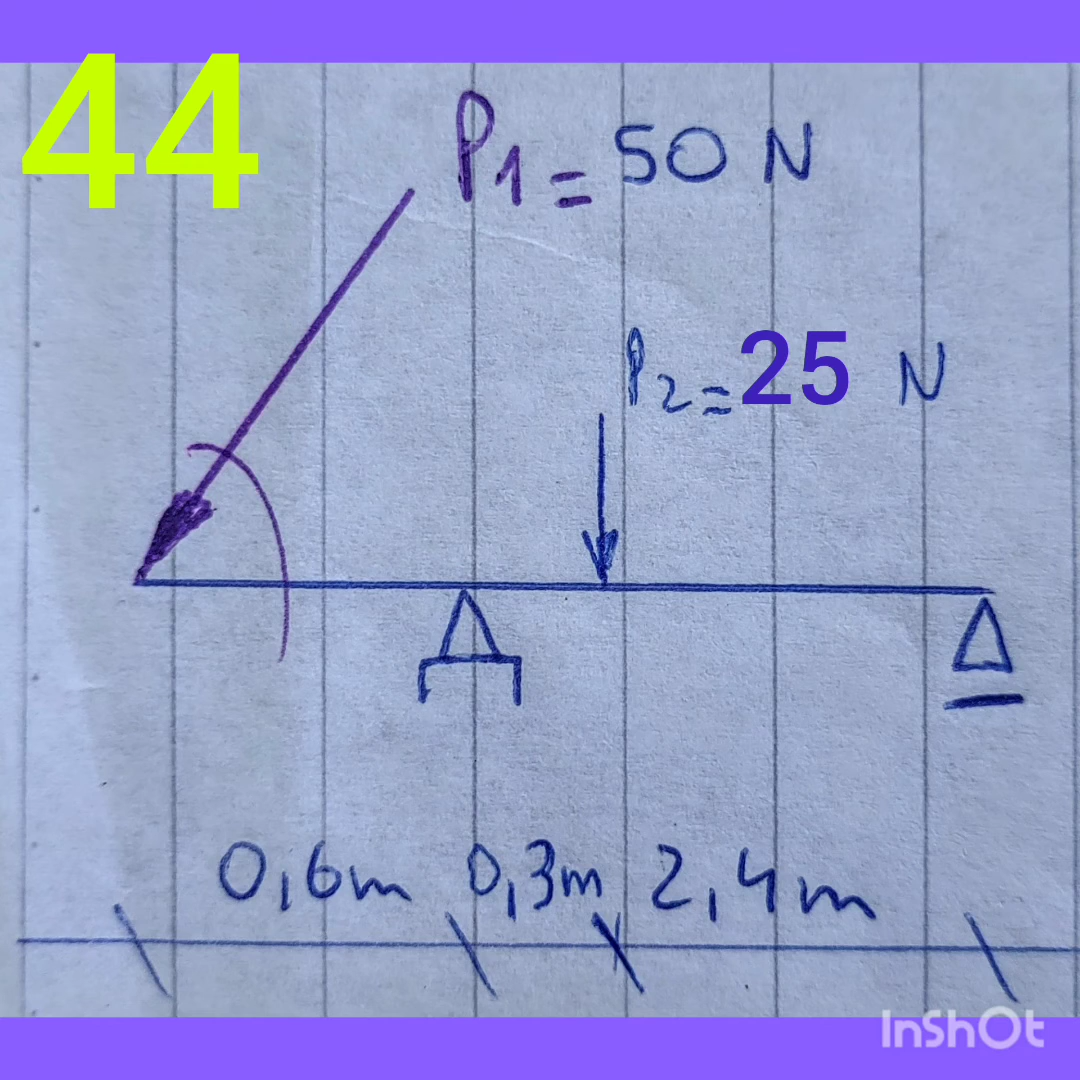 44
P1 = 50 N
P2 = 25 N
0,6m 0,3m 2,4m
InShOt